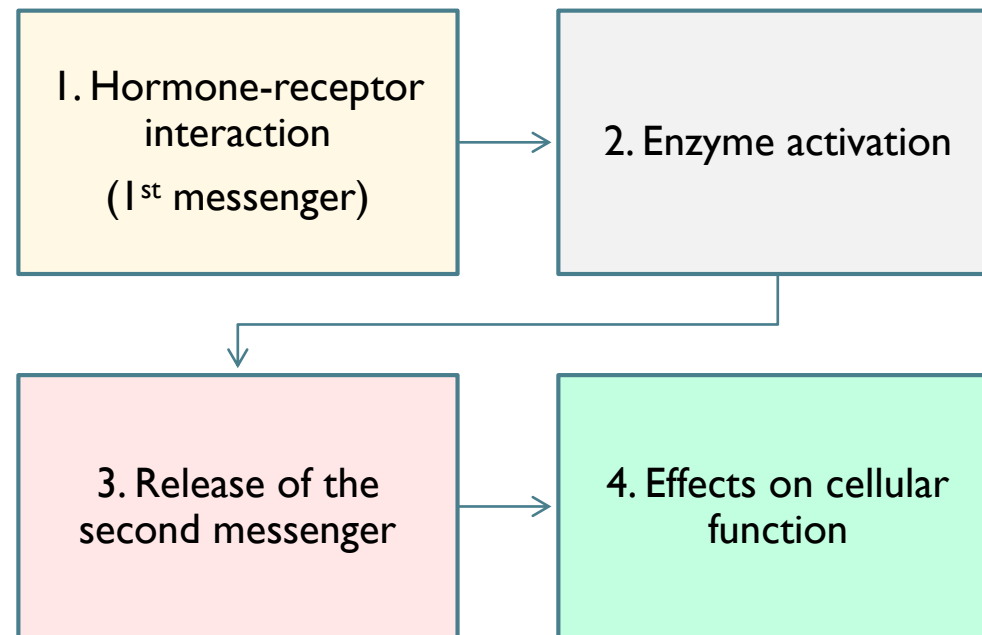 1. Hormone-receptor
interaction
(1st messenger)
2. Enzyme activation
3. Release of the
second messenger
4. Effects on cellular
function